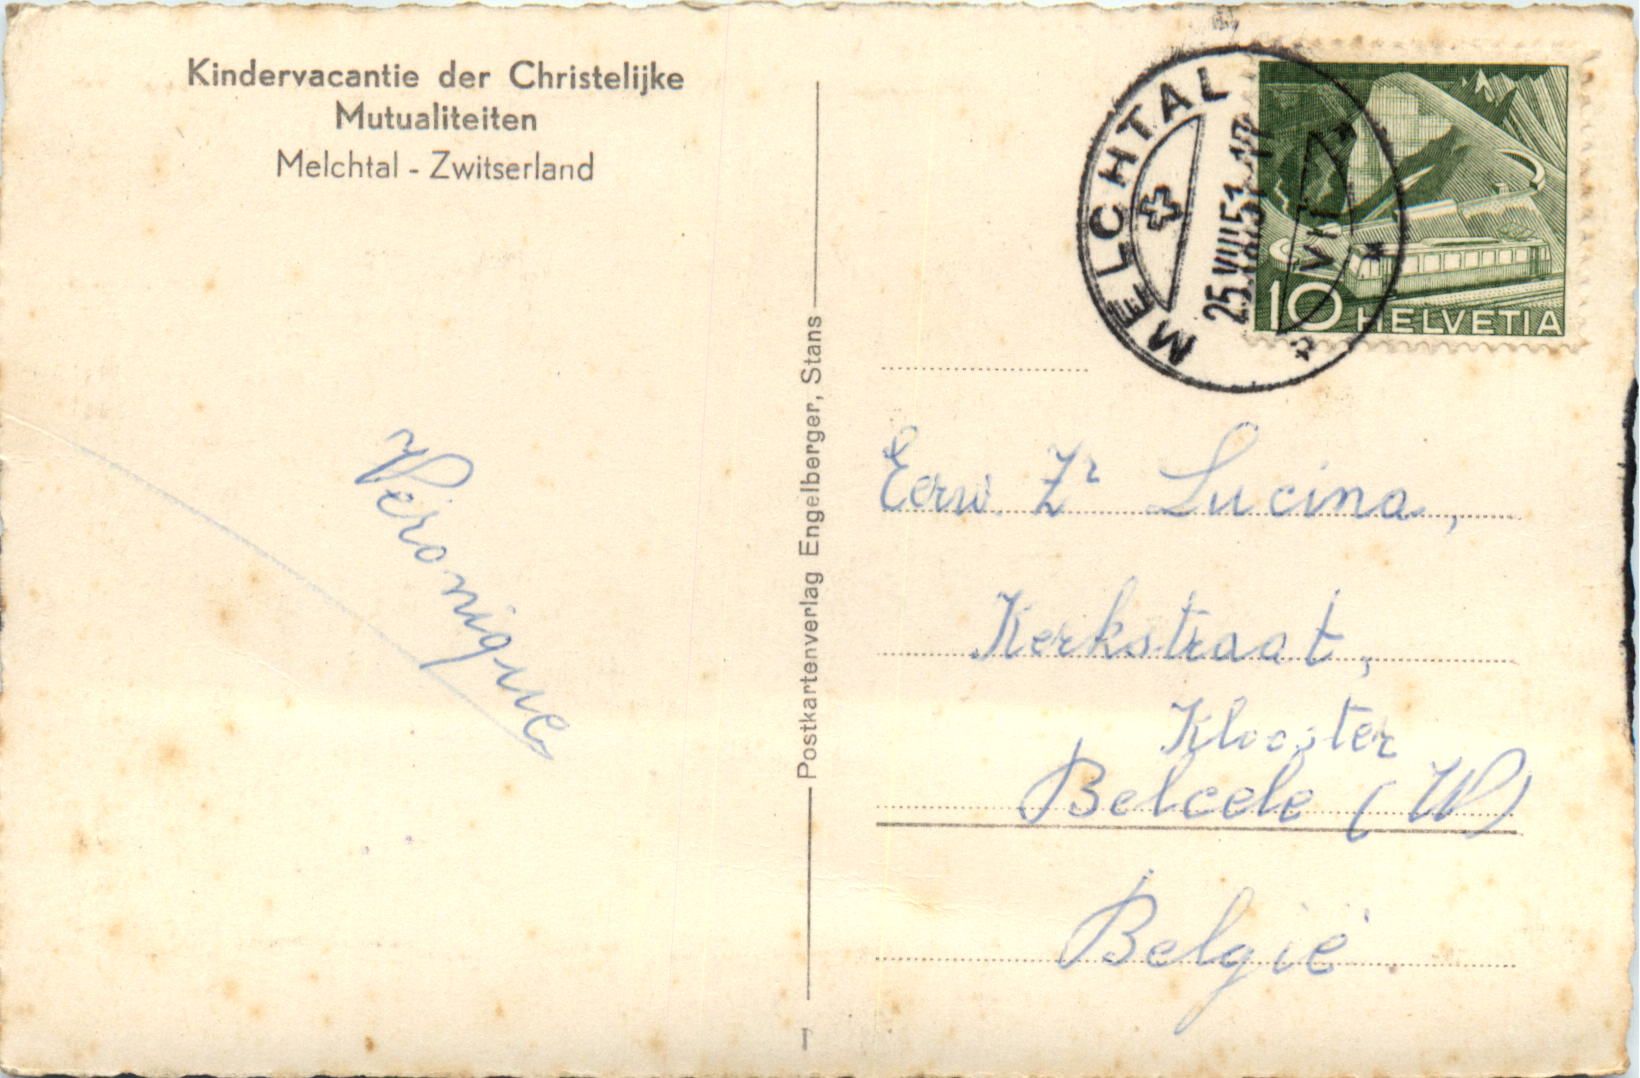 Kindervacantie der Christelijke
Mutualiteiten
Melchtal - Zwitserland
Veronique
Postkartenverlag Engelberger, Stans
MELCHTAL
25.VIII.51
10 HELVETIA
Eerw. Zr Lucina,
Kerkstraat,
Klooster
Belcele (W)
België